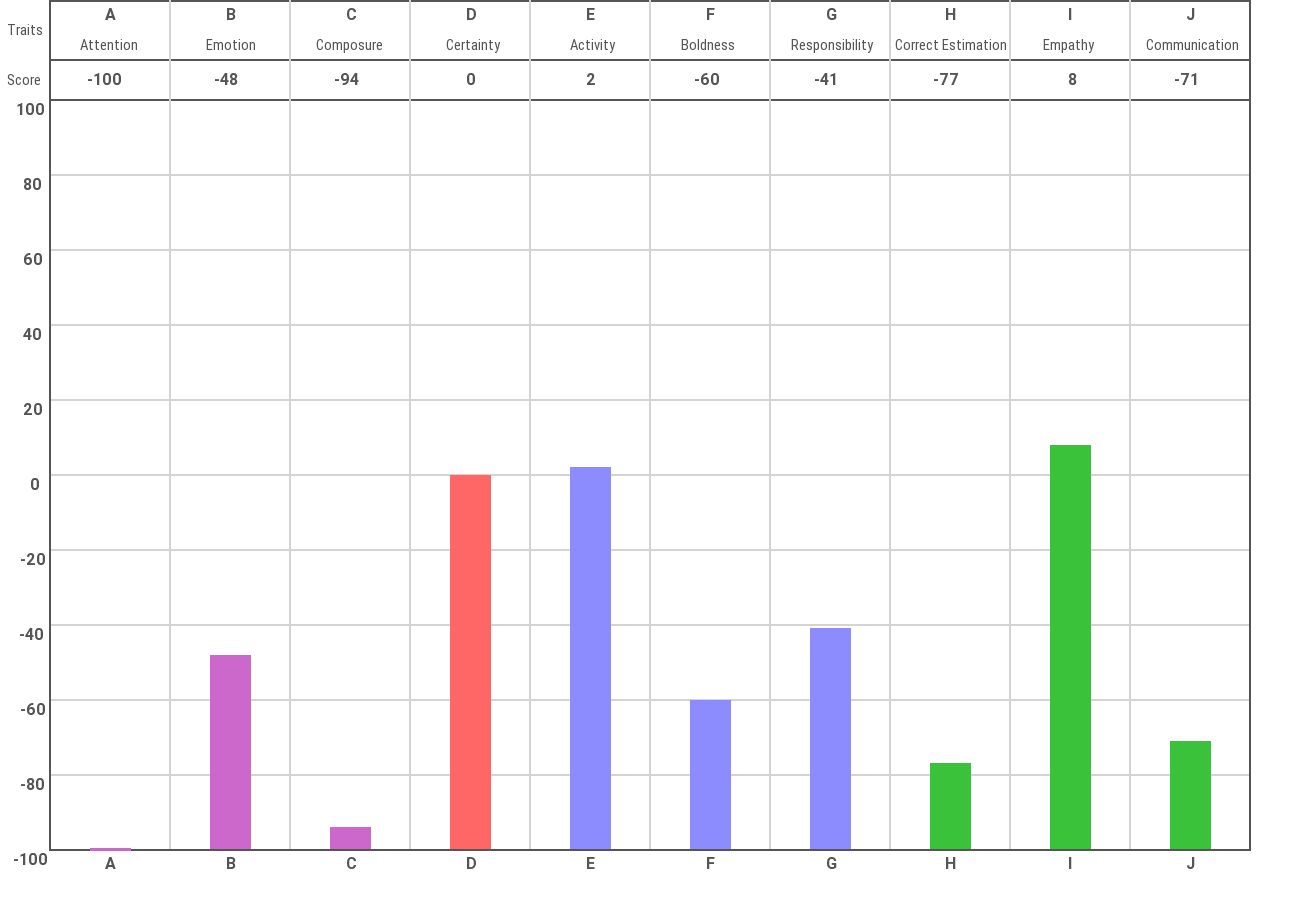 A B C D E F G H I J
Traits
Attention Emotion Composure Certainty Activity Boldness Responsibility Correct Estimation Empathy Communication
Score -100 -48 -94 0 2 -60 -41 -77 8 -71
100
80
60
40
20
0
-20
-40
-60
-80
-100
A B C D E F G H I J